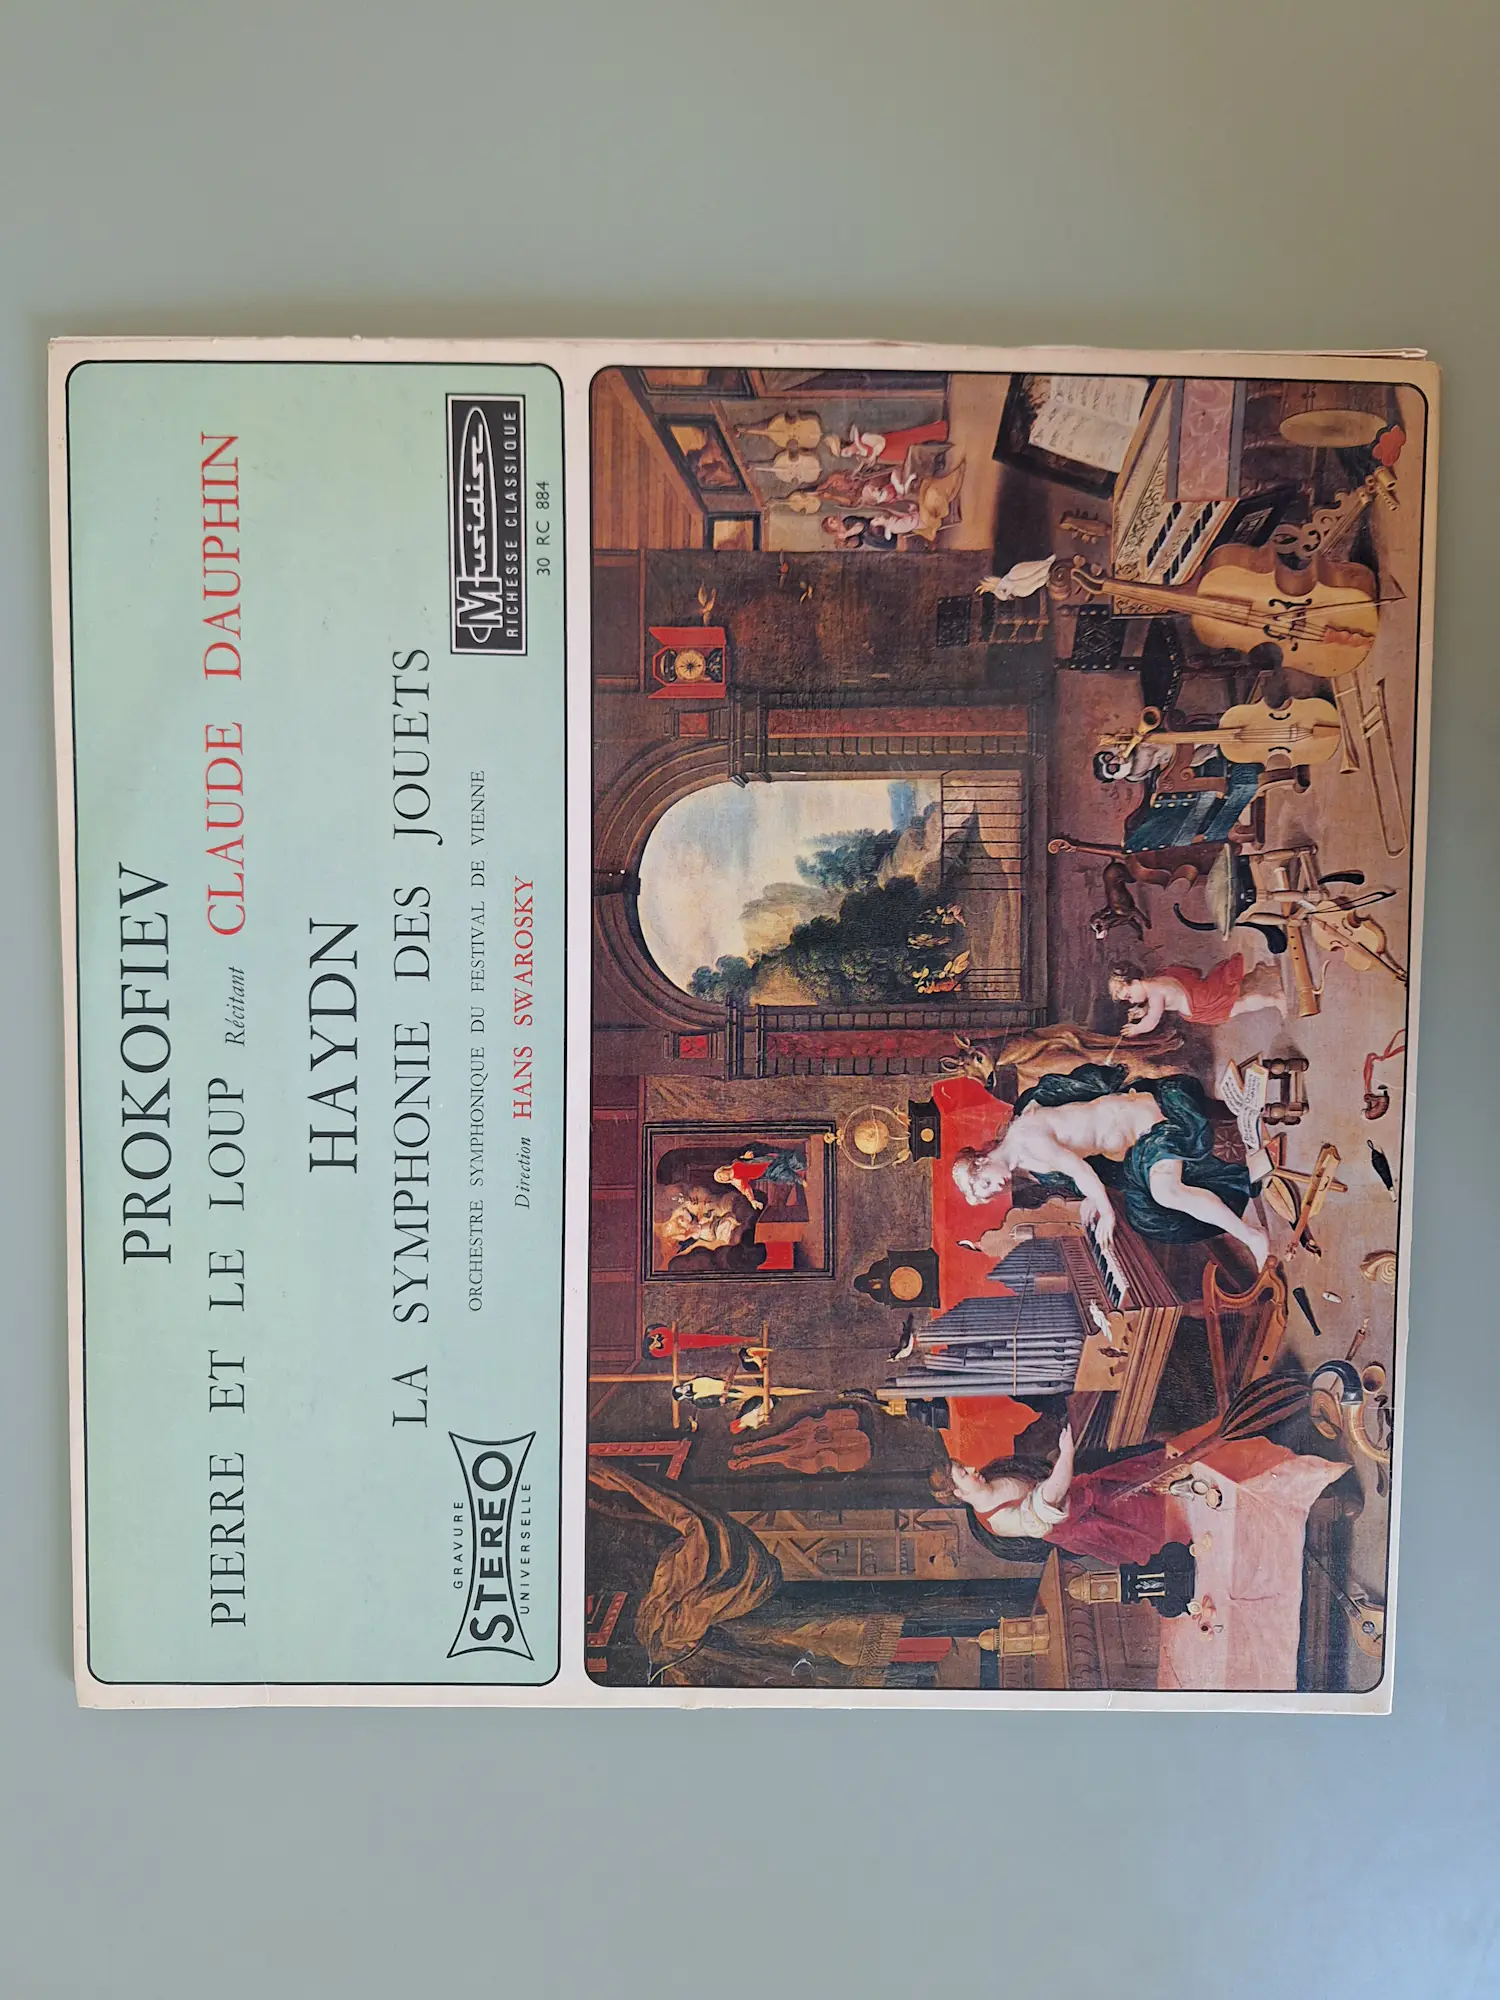 PROKOFIEV
PIERRE ET LE LOUP Récitant CLAUDE DAUPHIN
HAYDN
LA SYMPHONIE DES JOUETS
ORCHESTRE SYMPHONIQUE DU FESTIVAL DE VIENNE
Direction HANS SWAROSKY
GRAVURE
STEREO
UNIVERSELLE
Musidisc
RICHESSE CLASSIQUE
30 RC 884